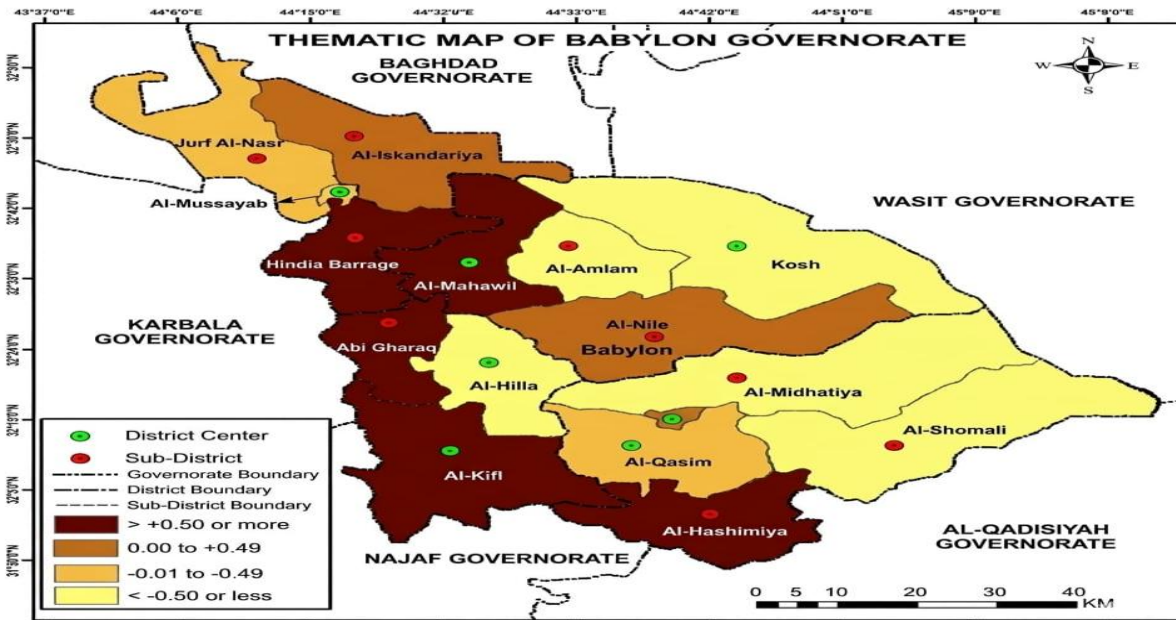 43°37'0"E 44°6'0"E 44°15'0"E 44°32'0"E 44°33'0"E 44°42'0"E 44°51'0"E 45°9'0"E 45°8'0"E
THEMATIC MAP OF BABYLON GOVERNORATE
BAGHDAD
GOVERNORATE
N
W E
S
Jurf Al-Nasr
Al-Iskandariya
Al-Mussayab
WASIT GOVERNORATE
Hindia Barrage
Al-Amlam
Kosh
Al-Mahawil
KARBALA
GOVERNORATE
Al-Nile
Abi Gharaq
Babylon
Al-Hilla
Al-Midhatiya
Al-Shomali
Al-Qasim
Al-Kifl
Al-Hashimiya
AL-QADISIYAH
GOVERNORATE
NAJAF GOVERNORATE
District Center
Sub-District
Governorate Boundary
District Boundary
Sub-District Boundary
> +0.50 or more
0.00 to +0.49
-0.01 to -0.49
< -0.50 or less
0 5 10 20 30 40
KM